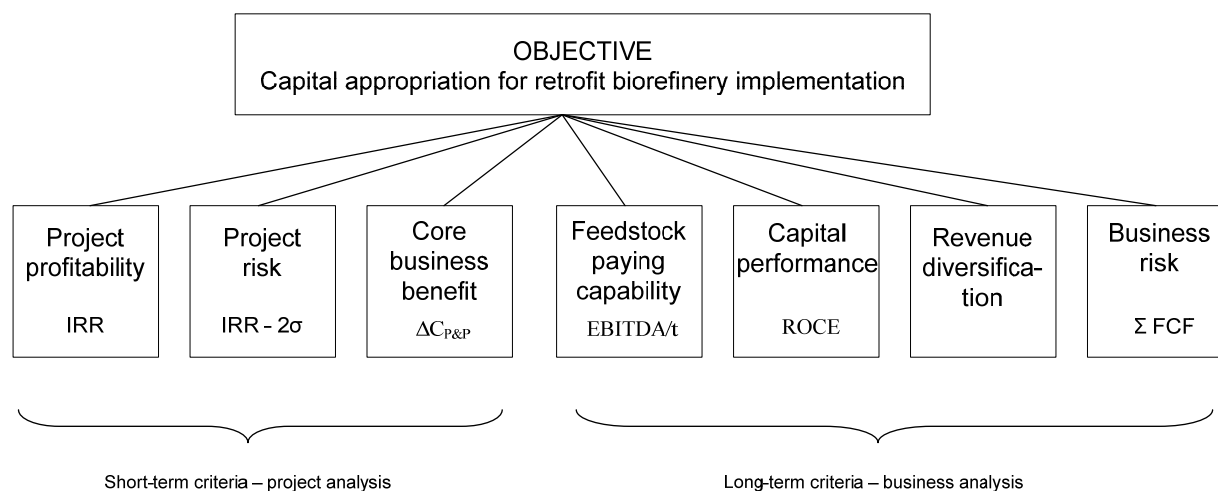 OBJECTIVE
Capital appropriation for retrofit biorefinery implementation
Project
profitability
IRR
Project
risk
IRR - 2σ
Core
business
benefit
ΔC_P&P
Feedstock
paying
capability
EBITDA/t
Capital
performance
ROCE
Revenue
diversifica-
tion
Business
risk
Σ FCF
Short-term criteria – project analysis
Long-term criteria – business analysis